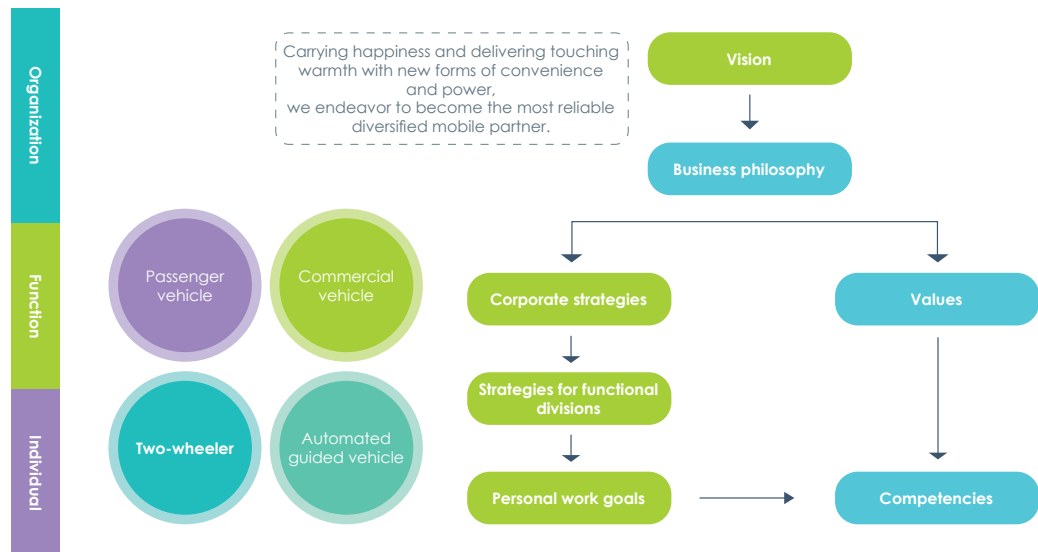 Organization
Function
Individual
Carrying happiness and delivering touching
warmth with new forms of convenience
and power,
we endeavor to become the most reliable
diversified mobile partner.
Vision
Business philosophy
Passenger
vehicle
Commercial
vehicle
Two-wheeler
Automated
guided vehicle
Corporate strategies
Values
Strategies for functional
divisions
Personal work goals
Competencies